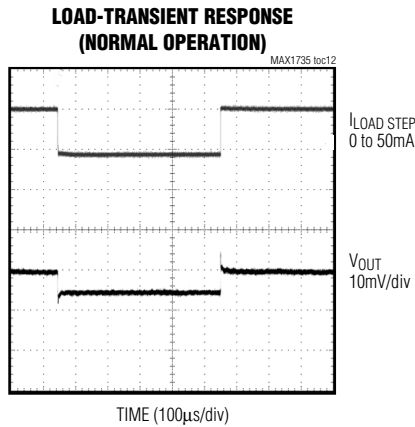 LOAD-TRANSIENT RESPONSE
(NORMAL OPERATION)
MAX1735 toc12
ILOAD STEP
0 to 50mA
VOUT
10mV/div
TIME (100µs/div)